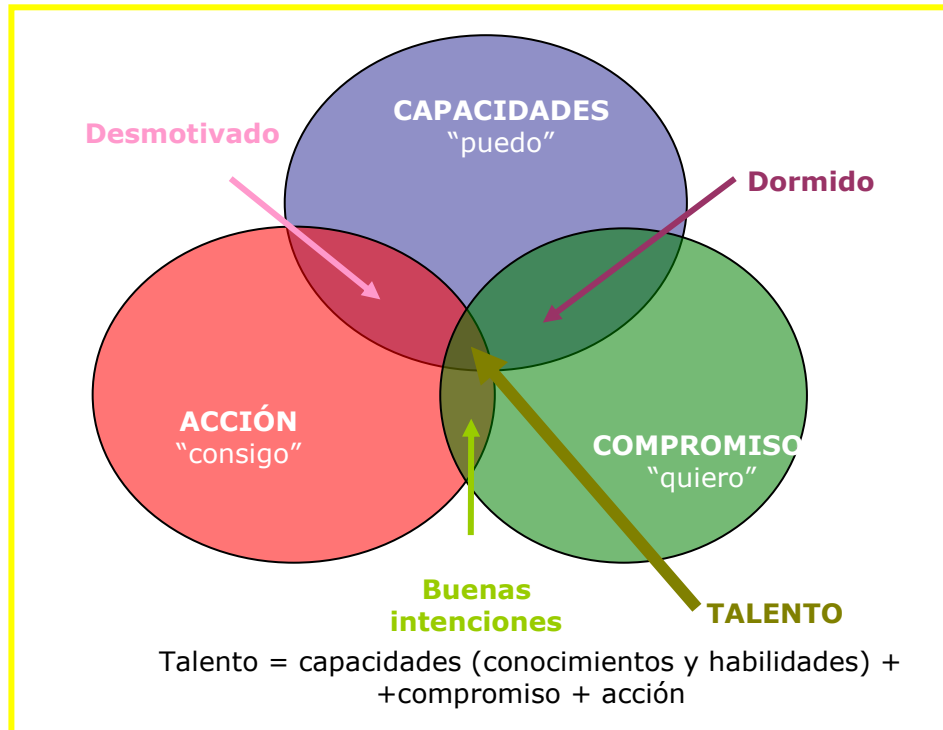 CAPACIDADES
“puedo”
Desmotivado
Dormido
ACCIÓN
“consigo”
COMPROMISO
“quiero”
Buenas
intenciones
TALENTO
Talento = capacidades (conocimientos y habilidades) +
+compromiso + acción